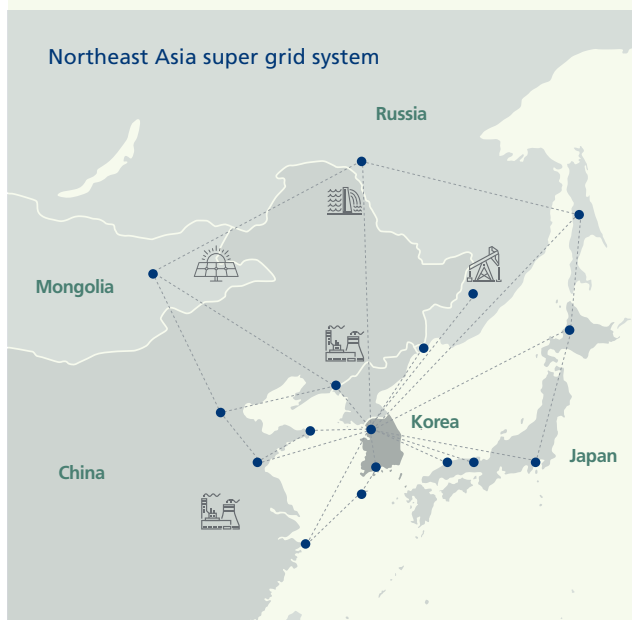 Northeast Asia super grid system
Russia
Mongolia
Korea
Japan
China